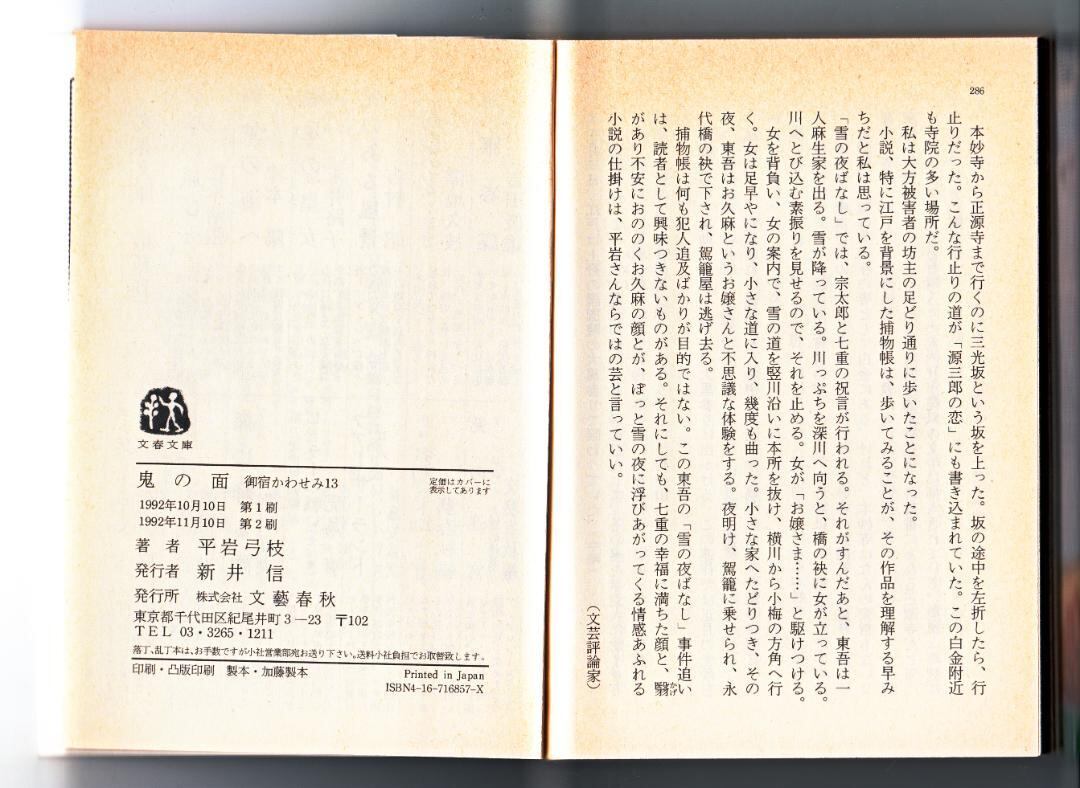 286
本妙寺から正源寺まで行くのに三光坂という坂を上った。坂の途中を左折したら、行
止りだった。こんな行止りの道が「源三郎の恋」にも書き込まれていた。この白金附近
も寺院の多い場所だ。
私は大方被害者の坊主の足どり通りに歩いたことになった。
小説、特に江戸を背景にした捕物帳は、歩いてみることが、その作品を理解する早み
ちだと私は思っている。
「雪の夜ばなし」では、宗太郎と七重の祝言が行われる。それがすんだあと、東吾は一
人麻生家を出る。雪が降っている。川っぷちを深川へ向うと、橋の袂に女が立っている。
川へとび込む素振りを見せるので、それを止める。女が「お嬢さま……」と駆けつける。
女を背負い、女の案内で、雪の道を竪川沿いに本所を抜け、横川から小梅の方角へ行
く。女は足早やになり、小さな道に入り、幾度も曲った。小さな家へたどりつき、その
夜、東吾はお久麻というお嬢さんと不思議な体験をする。夜明け、駕籠に乗せられ、永
代橋の袂で下され、駕籠屋は逃げ去る。
捕物帳は何も犯人追及ばかりが目的ではない。この東吾の「雪の夜ばなし」事件追い
は、読者として興味つきないものがある。それにしても、七重の幸福に満ちた顔と、翳
かげ
があり不安におののくお久麻の顔とが、ぽっと雪の夜に浮びあがってくる情感あふれる
小説の仕掛けは、平岩さんならではの芸と言っていい。
（文芸評論家）
文春文庫
鬼の面 御宿かわせみ13
定価はカバーに
表示してあります
1992年10月10日 第1刷
1992年11月10日 第2刷
著者 平岩弓枝
発行者 新井 信
発行所 株式会社 文藝春秋
東京都千代田区紀尾井町3―23 〒102
TEL 03・3265・1211
落丁、乱丁本は、お手数ですが小社営業部宛お送り下さい。送料小社負担でお取替致します。
印刷・凸版印刷 製本・加藤製本
Printed in Japan
ISBN4-16-716857-X